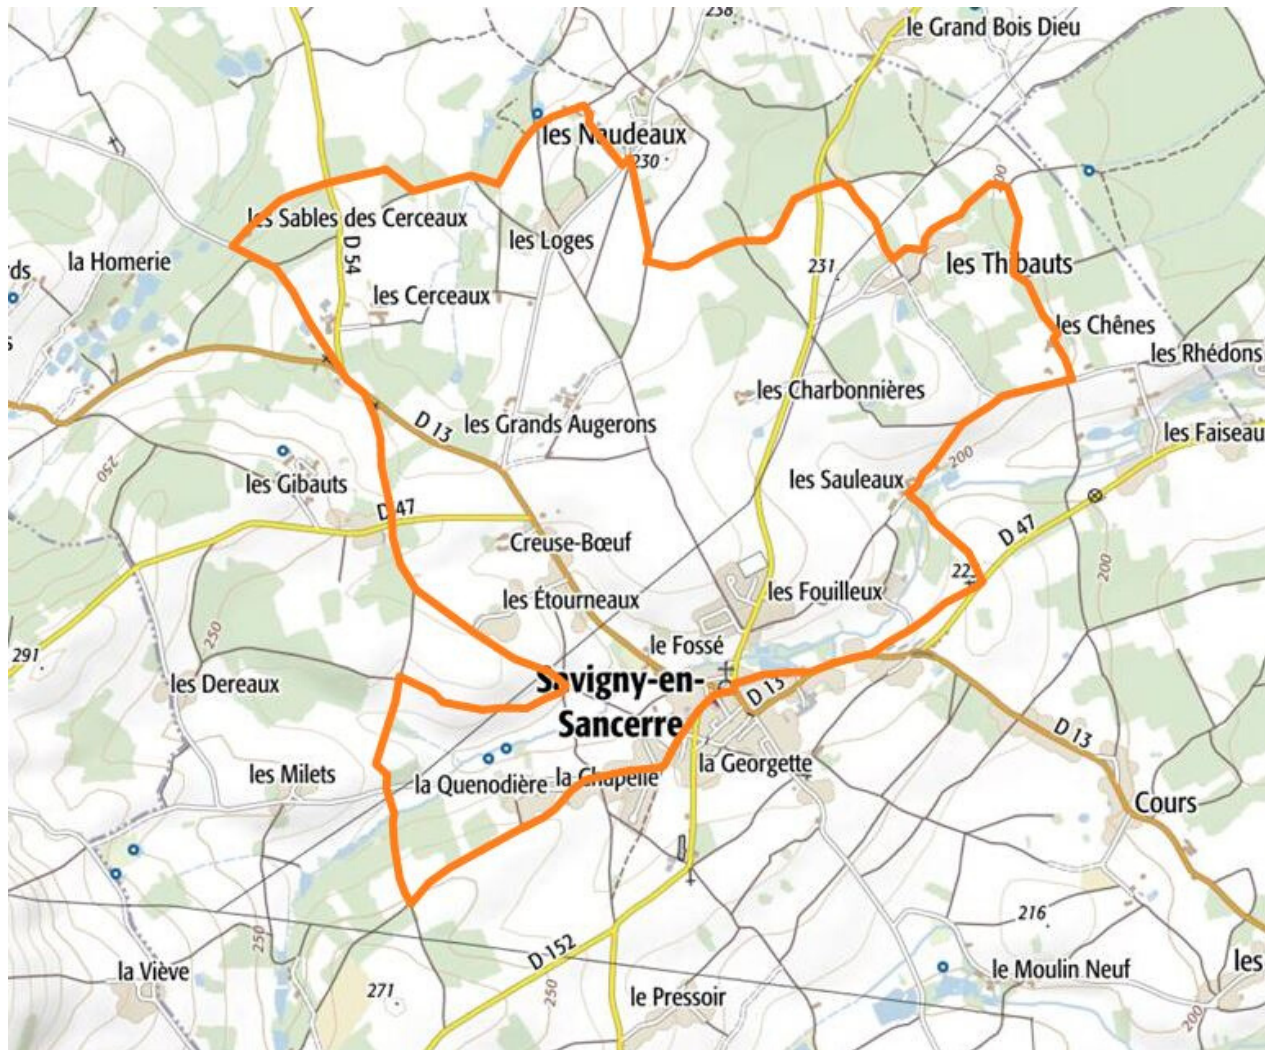 238
le Grand Bois Dieu
les Naudeaux
230
200
les Sables des Cerceaux
les Loges
D 54
la Homerie
rds
231
les Thibauts
les Cerceaux
les Chênes
s
les Rhédons
les Charbonnières
D 13
les Grands Augerons
les Faiseau
250
200
les Gibauts
les Sauleaux
D 47
D 47
Creuse-Bœuf
200
les Étourneaux
les Fouilleux
250
le Fossé
291
les Dereaux
Savigny-en-
Sancerre
D 13
D 13
les Milets
la Quenodière
la Chapelle
la Georgette
Cours
216
250
D 152
la Viève
271
250
le Pressoir
le Moulin Neuf
les
200